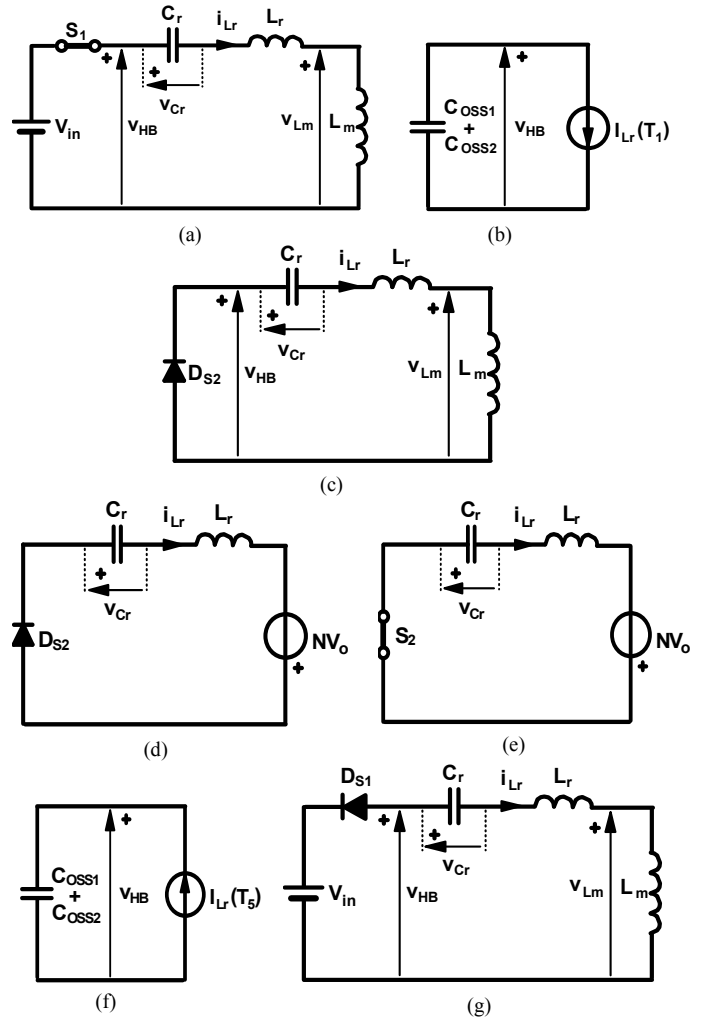 S1 Cr iLr Lr
Vin vHB vCr vLm Lm
(a)
COSS1 + COSS2 vHB ILr(T1)
(b)
Cr iLr Lr
DS2 vHB vCr vLm Lm
(c)
Cr iLr Lr
DS2 vCr NVo
(d)
Cr iLr Lr
S2 vCr NVo
(e)
COSS1 + COSS2 vHB ILr(T5)
(f)
DS1 Cr iLr Lr
Vin vHB vCr vLm Lm
(g)